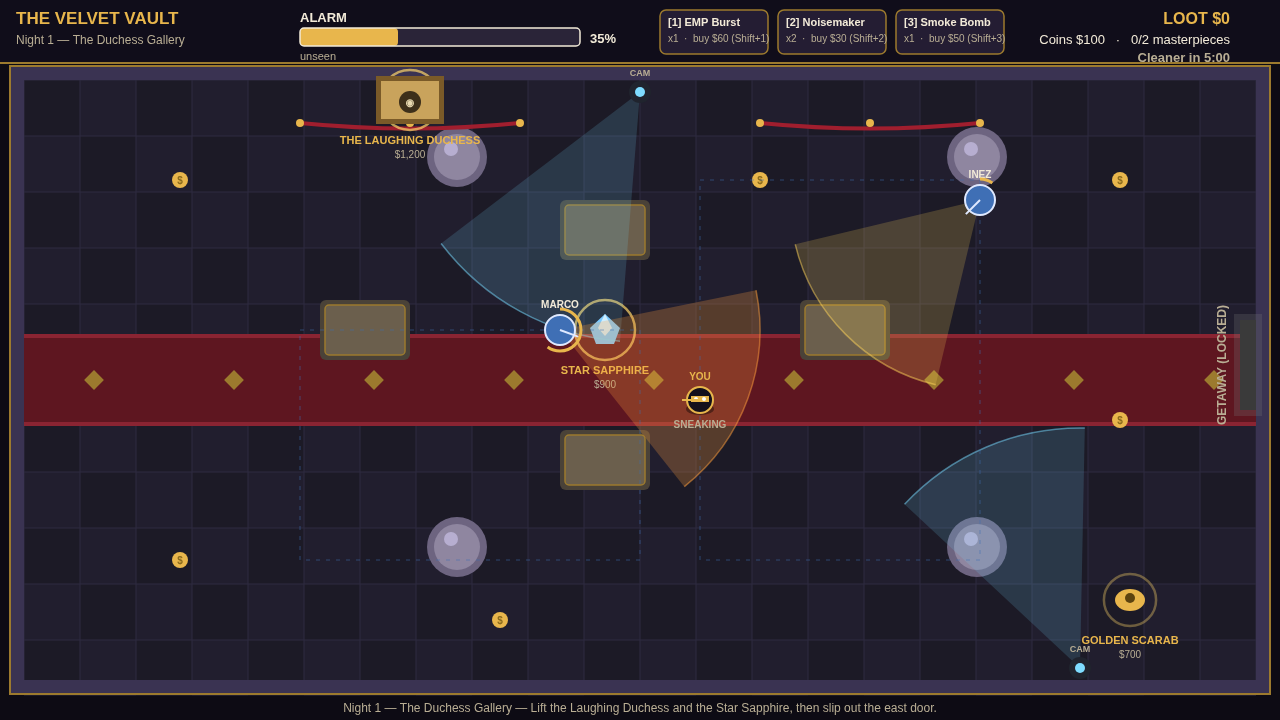 THE VELVET VAULT
Night 1 — The Duchess Gallery
ALARM
35%
unseen
[1] EMP Burst
x1 · buy $60 (Shift+1)
[2] Noisemaker
x2 · buy $30 (Shift+2)
[3] Smoke Bomb
x1 · buy $50 (Shift+3)
LOOT $0
Coins $100 · 0/2 masterpieces
Cleaner in 5:00
CAM
THE LAUGHING DUCHESS
$1,200
$
$
$
INEZ
MARCO
STAR SAPPHIRE
$900
YOU
SNEAKING
GETAWAY (LOCKED)
$
$
$
GOLDEN SCARAB
$700
CAM
Night 1 — The Duchess Gallery — Lift the Laughing Duchess and the Star Sapphire, then slip out the east door.